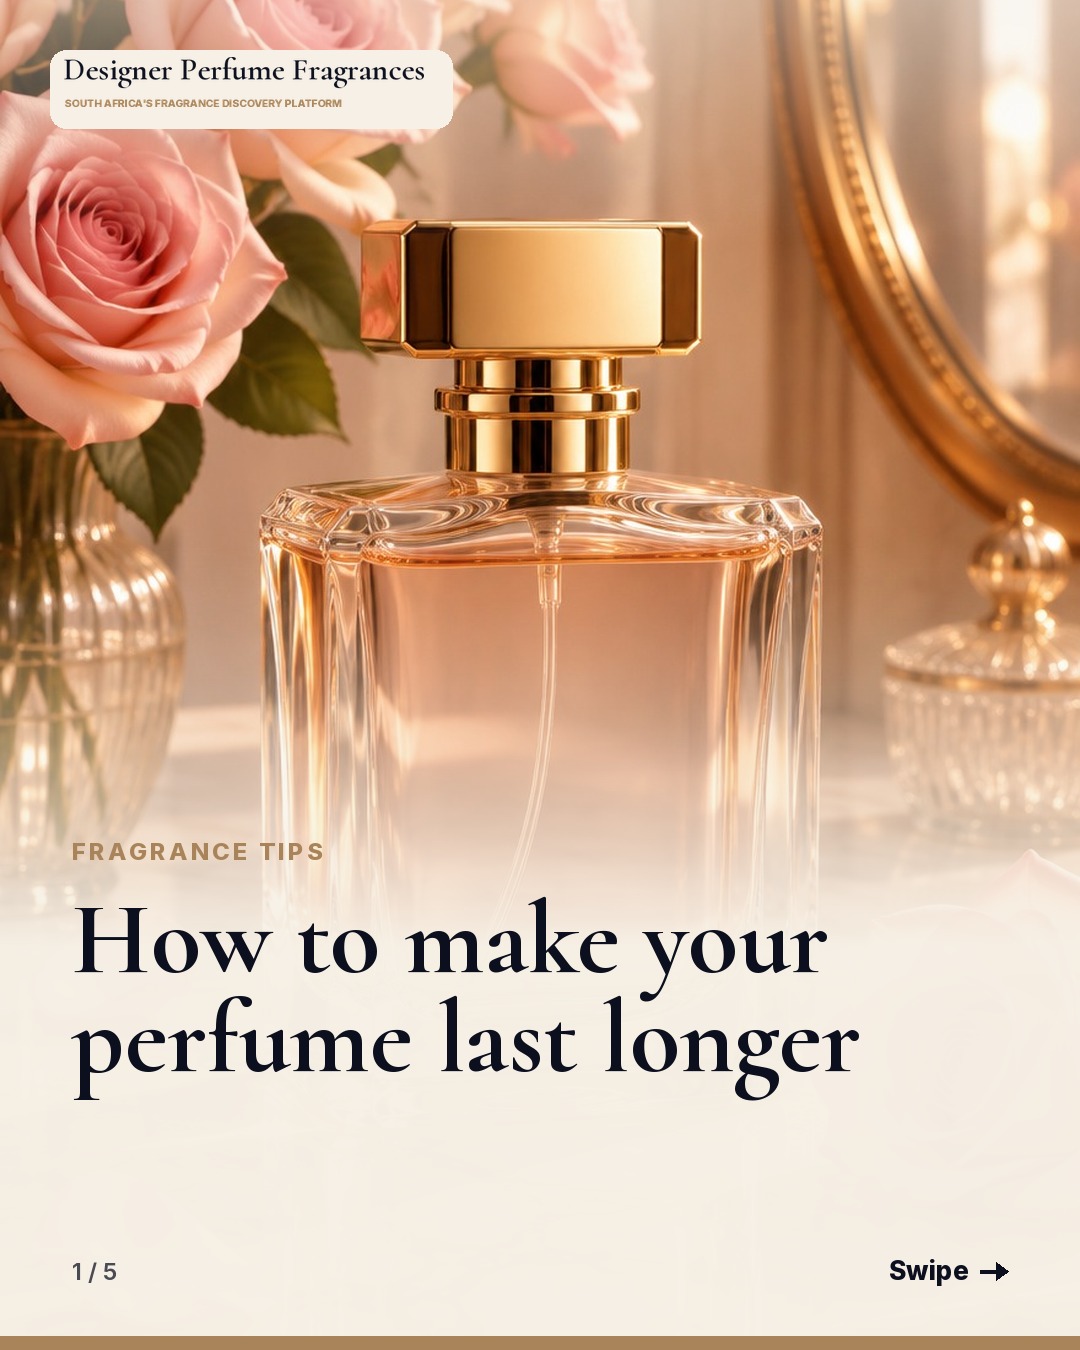 Designer Perfume Fragrances
SOUTH AFRICA'S FRAGRANCE DISCOVERY PLATFORM
FRAGRANCE TIPS
How to make your
perfume last longer
1 / 5
Swipe →